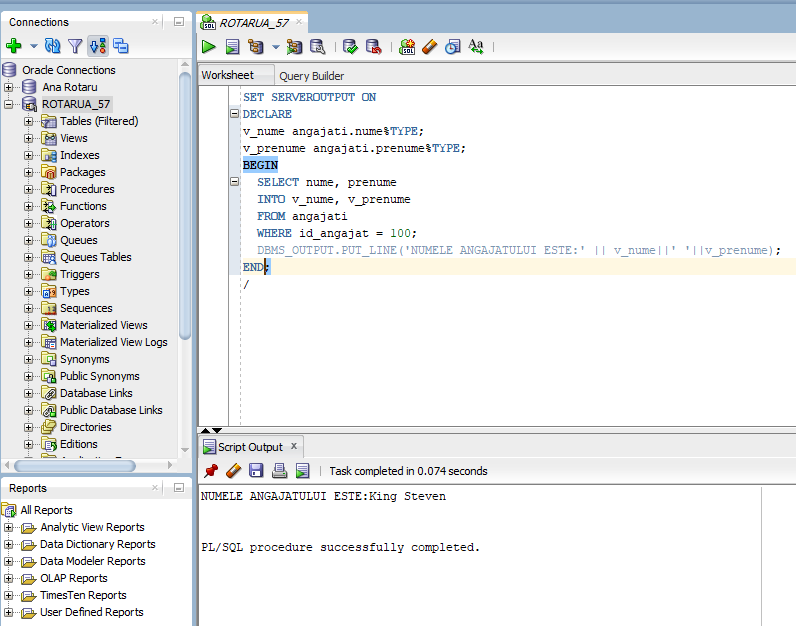 Connections
Oracle Connections
Ana Rotaru
ROTARUA_57
Tables (Filtered)
Views
Indexes
Packages
Procedures
Functions
Operators
Queues
Queues Tables
Triggers
Types
Sequences
Materialized Views
Materialized View Logs
Synonyms
Public Synonyms
Database Links
Public Database Links
Directories
Editions
Reports
All Reports
Analytic View Reports
Data Dictionary Reports
Data Modeler Reports
OLAP Reports
TimesTen Reports
User Defined Reports
ROTARUA_57
Worksheet Query Builder
SET SERVEROUTPUT ON
DECLARE
v_nume angajati.nume%TYPE;
v_prenume angajati.prenume%TYPE;
BEGIN
SELECT nume, prenume
INTO v_nume, v_prenume
FROM angajati
WHERE id_angajat = 100;
DBMS_OUTPUT.PUT_LINE('NUMELE ANGAJATULUI ESTE:' || v_nume||' '||v_prenume);
END;
/
Script Output x
Task completed in 0.074 seconds
NUMELE ANGAJATULUI ESTE:King Steven
PL/SQL procedure successfully completed.